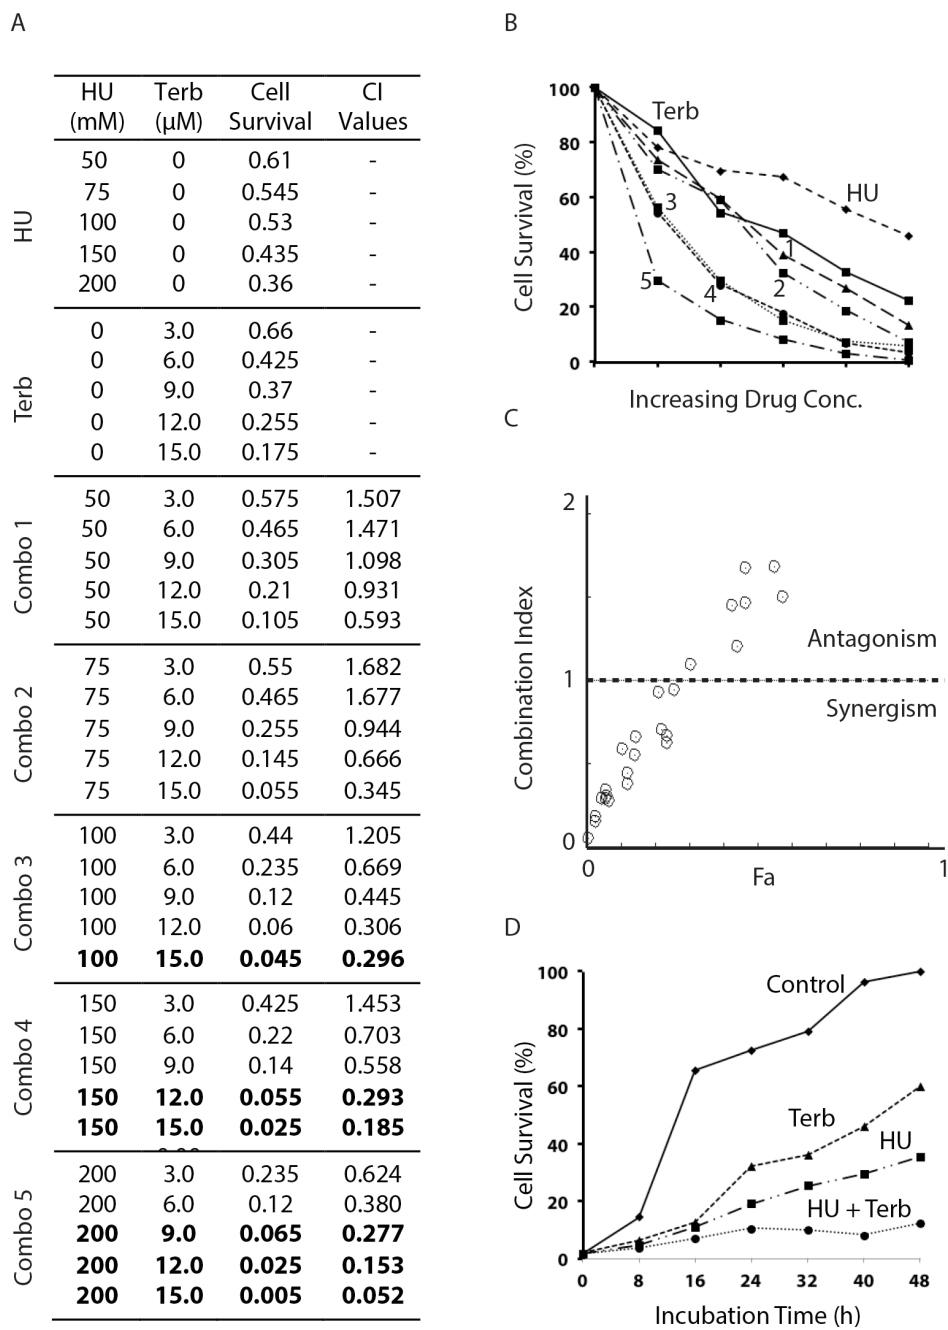 A
HU Terb Cell CI
(mM) (µM) Survival Values
HU
50 0 0.61 -
75 0 0.545 -
100 0 0.53 -
150 0 0.435 -
200 0 0.36 -
Terb
0 3.0 0.66 -
0 6.0 0.425 -
0 9.0 0.37 -
0 12.0 0.255 -
0 15.0 0.175 -
Combo 1
50 3.0 0.575 1.507
50 6.0 0.465 1.471
50 9.0 0.305 1.098
50 12.0 0.21 0.931
50 15.0 0.105 0.593
Combo 2
75 3.0 0.55 1.682
75 6.0 0.465 1.677
75 9.0 0.255 0.944
75 12.0 0.145 0.666
75 15.0 0.055 0.345
Combo 3
100 3.0 0.44 1.205
100 6.0 0.235 0.669
100 9.0 0.12 0.445
100 12.0 0.06 0.306
100 15.0 0.045 0.296
Combo 4
150 3.0 0.425 1.453
150 6.0 0.22 0.703
150 9.0 0.14 0.558
150 12.0 0.055 0.293
150 15.0 0.025 0.185
Combo 5
200 3.0 0.235 0.624
200 6.0 0.12 0.380
200 9.0 0.065 0.277
200 12.0 0.025 0.153
200 15.0 0.005 0.052
B
Cell Survival (%)
100
80
60
40
20
0
Terb
HU
3
1
5
4
2
Increasing Drug Conc.
C
Combination Index
2
1
0
Antagonism
Synergism
0 1
Fa
D
Cell Survival (%)
100
80
60
40
20
0
Control
Terb
HU
HU + Terb
0 8 16 24 32 40 48
Incubation Time (h)